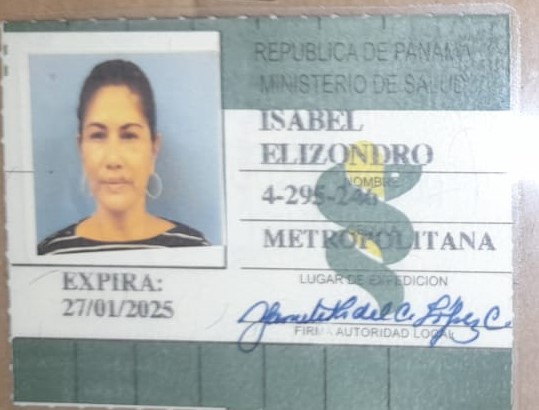 REPUBLICA DE PANAMA
MINISTERIO DE SALUD
ISABEL
ELIZONDRO
NOMBRE
4-295-246
METROPOLITANA
LUGAR DE EXPEDICION
EXPIRA:
27/01/2025
FIRMA AUTORIDAD LOCAL